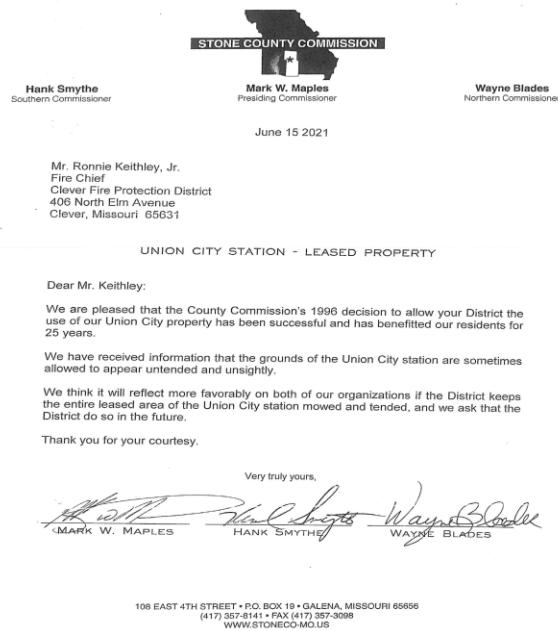 STONE COUNTY COMMISSION
Hank Smythe
Southern Commissioner
Mark W. Maples
Presiding Commissioner
Wayne Blades
Northern Commissioner
June 15 2021
Mr. Ronnie Keithley, Jr.
Fire Chief
Clever Fire Protection District
406 North Elm Avenue
Clever, Missouri 65631
UNION CITY STATION - LEASED PROPERTY
Dear Mr. Keithley:
We are pleased that the County Commission's 1996 decision to allow your District the
use of our Union City property has been successful and has benefitted our residents for
25 years.
We have received information that the grounds of the Union City station are sometimes
allowed to appear untended and unsightly.
We think it will reflect more favorably on both of our organizations if the District keeps
the entire leased area of the Union City station mowed and tended, and we ask that the
District do so in the future.
Thank you for your courtesy.
Very truly yours,
Hank Smythe Wayne Blades
MARK W. MAPLES HANK SMYTHE WAYNE BLADES
108 EAST 4TH STREET • P.O. BOX 19 • GALENA, MISSOURI 65656
(417) 357-8141 • FAX (417) 357-3098
WWW.STONECO-MO.US